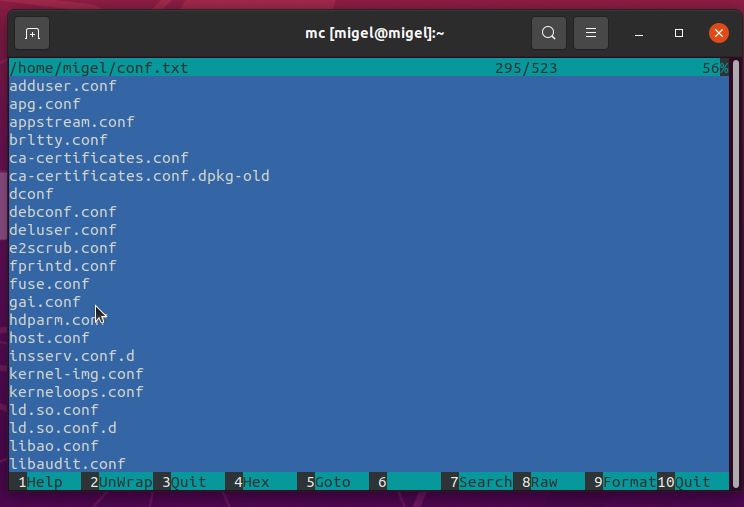 mc [migel@migel]:~
/home/migel/conf.txt 295/523 56%
adduser.conf
apg.conf
appstream.conf
brltty.conf
ca-certificates.conf
ca-certificates.conf.dpkg-old
dconf
debconf.conf
deluser.conf
e2scrub.conf
fprintd.conf
fuse.conf
gai.conf
hdparm.conf
host.conf
insserv.conf.d
kernel-img.conf
kerneloops.conf
ld.so.conf
ld.so.conf.d
libao.conf
libaudit.conf
1Help 2UnWrap 3Quit 4Hex 5Goto 6 7Search 8Raw 9Format 10Quit